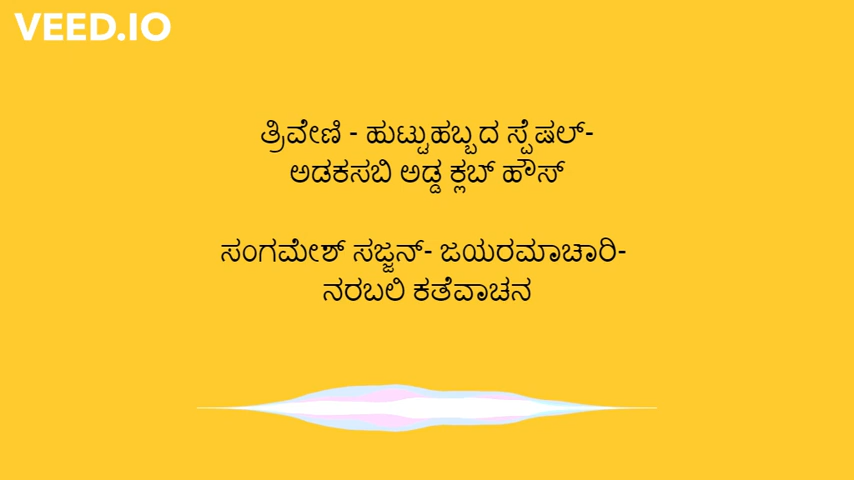 VEED.IO
ತ್ರಿವೇಣಿ - ಹುಟ್ಟುಹಬ್ಬದ ಸ್ಪೆಷಲ್-
ಅಡಕಸಬಿ ಅಡ್ಡ ಕ್ಲಬ್ ಹೌಸ್
ಸಂಗಮೇಶ್ ಸಜ್ಜನ್- ಜಯರಮಾಚಾರಿ-
ನರಬಲಿ ಕತೆವಾಚನ